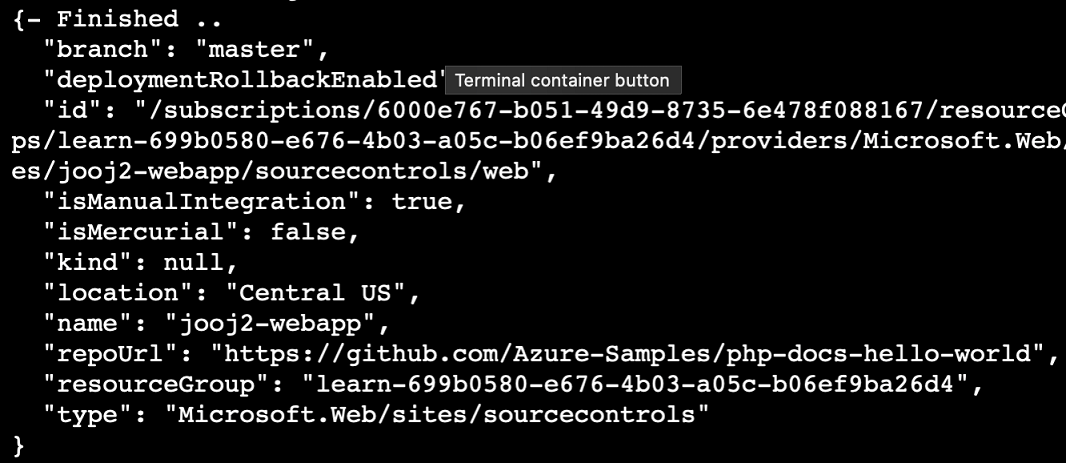 {- Finished ..
"branch": "master",
"deploymentRollbackEnabled"
Terminal container button
"id": "/subscriptions/6000e767-b051-49d9-8735-6e478f088167/resourceG
ps/learn-699b0580-e676-4b03-a05c-b06ef9ba26d4/providers/Microsoft.Web/
es/jooj2-webapp/sourcecontrols/web",
"isManualIntegration": true,
"isMercurial": false,
"kind": null,
"location": "Central US",
"name": "jooj2-webapp",
"repoUrl": "https://github.com/Azure-Samples/php-docs-hello-world",
"resourceGroup": "learn-699b0580-e676-4b03-a05c-b06ef9ba26d4",
"type": "Microsoft.Web/sites/sourcecontrols"
}